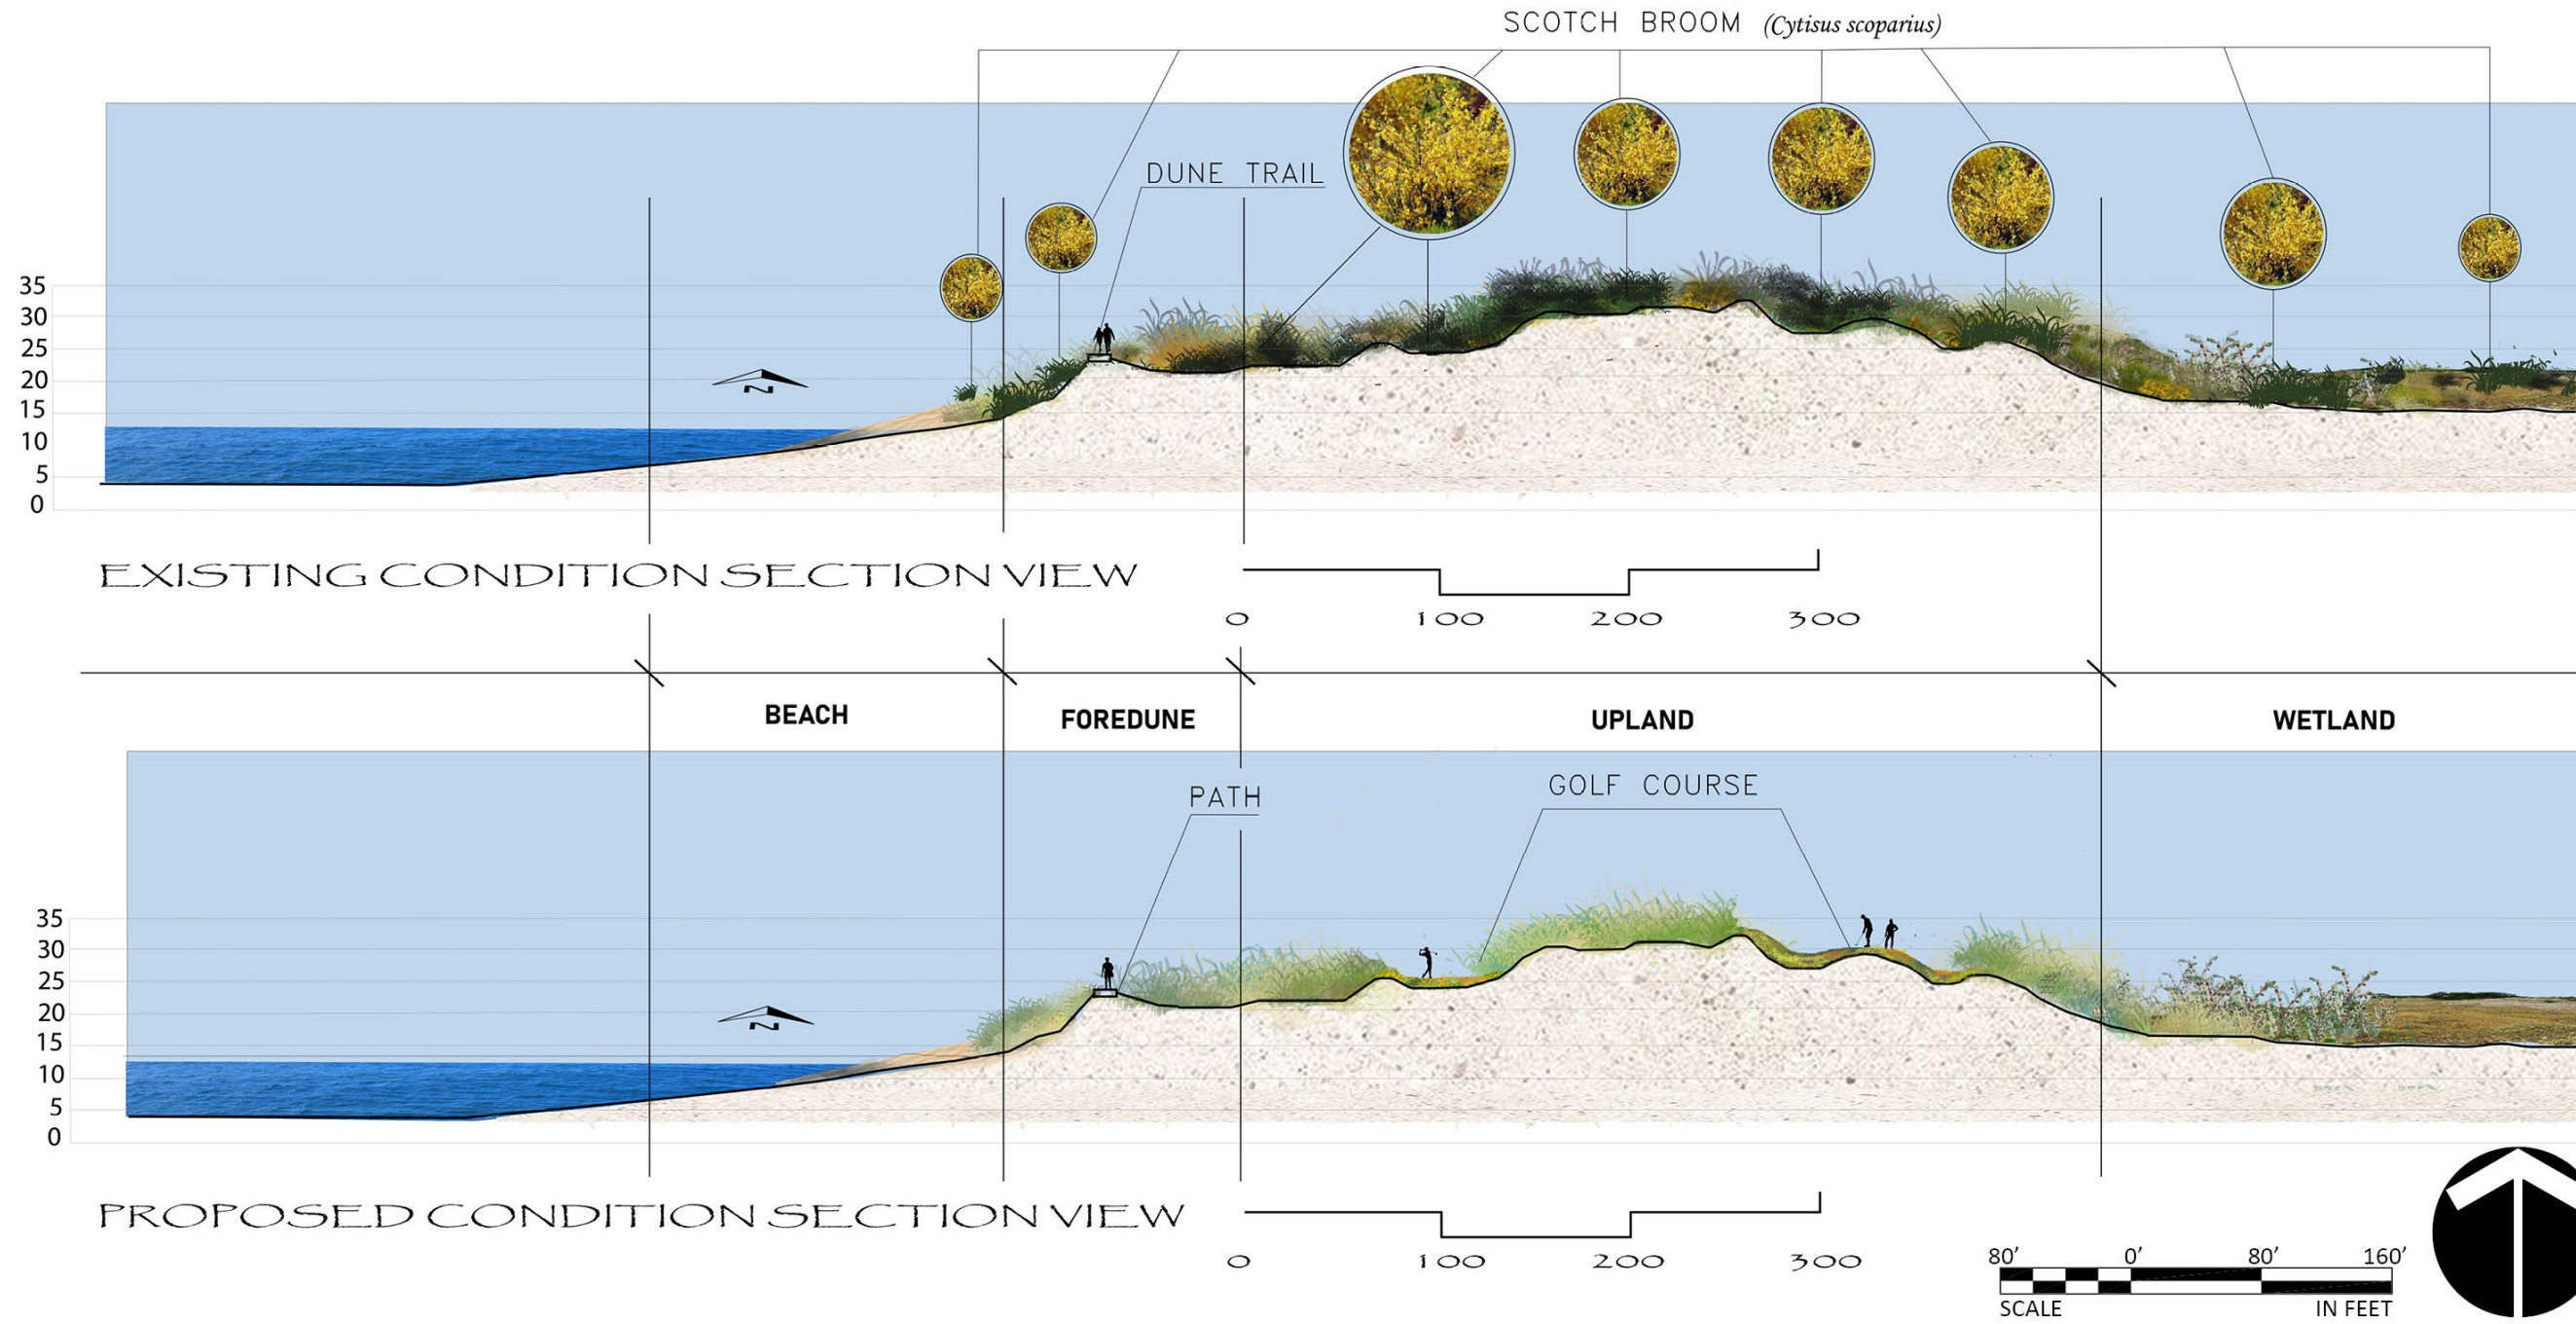 SCOTCH BROOM (Cytisus scoparius)
DUNE TRAIL
35
30
25
20
15
10
5
0
N
EXISTING CONDITION SECTION VIEW
0 100 200 300
BEACH FOREDUNE UPLAND WETLAND
PATH
GOLF COURSE
35
30
25
20
15
10
5
0
N
PROPOSED CONDITION SECTION VIEW
0 100 200 300
80' 0' 80' 160'
SCALE IN FEET